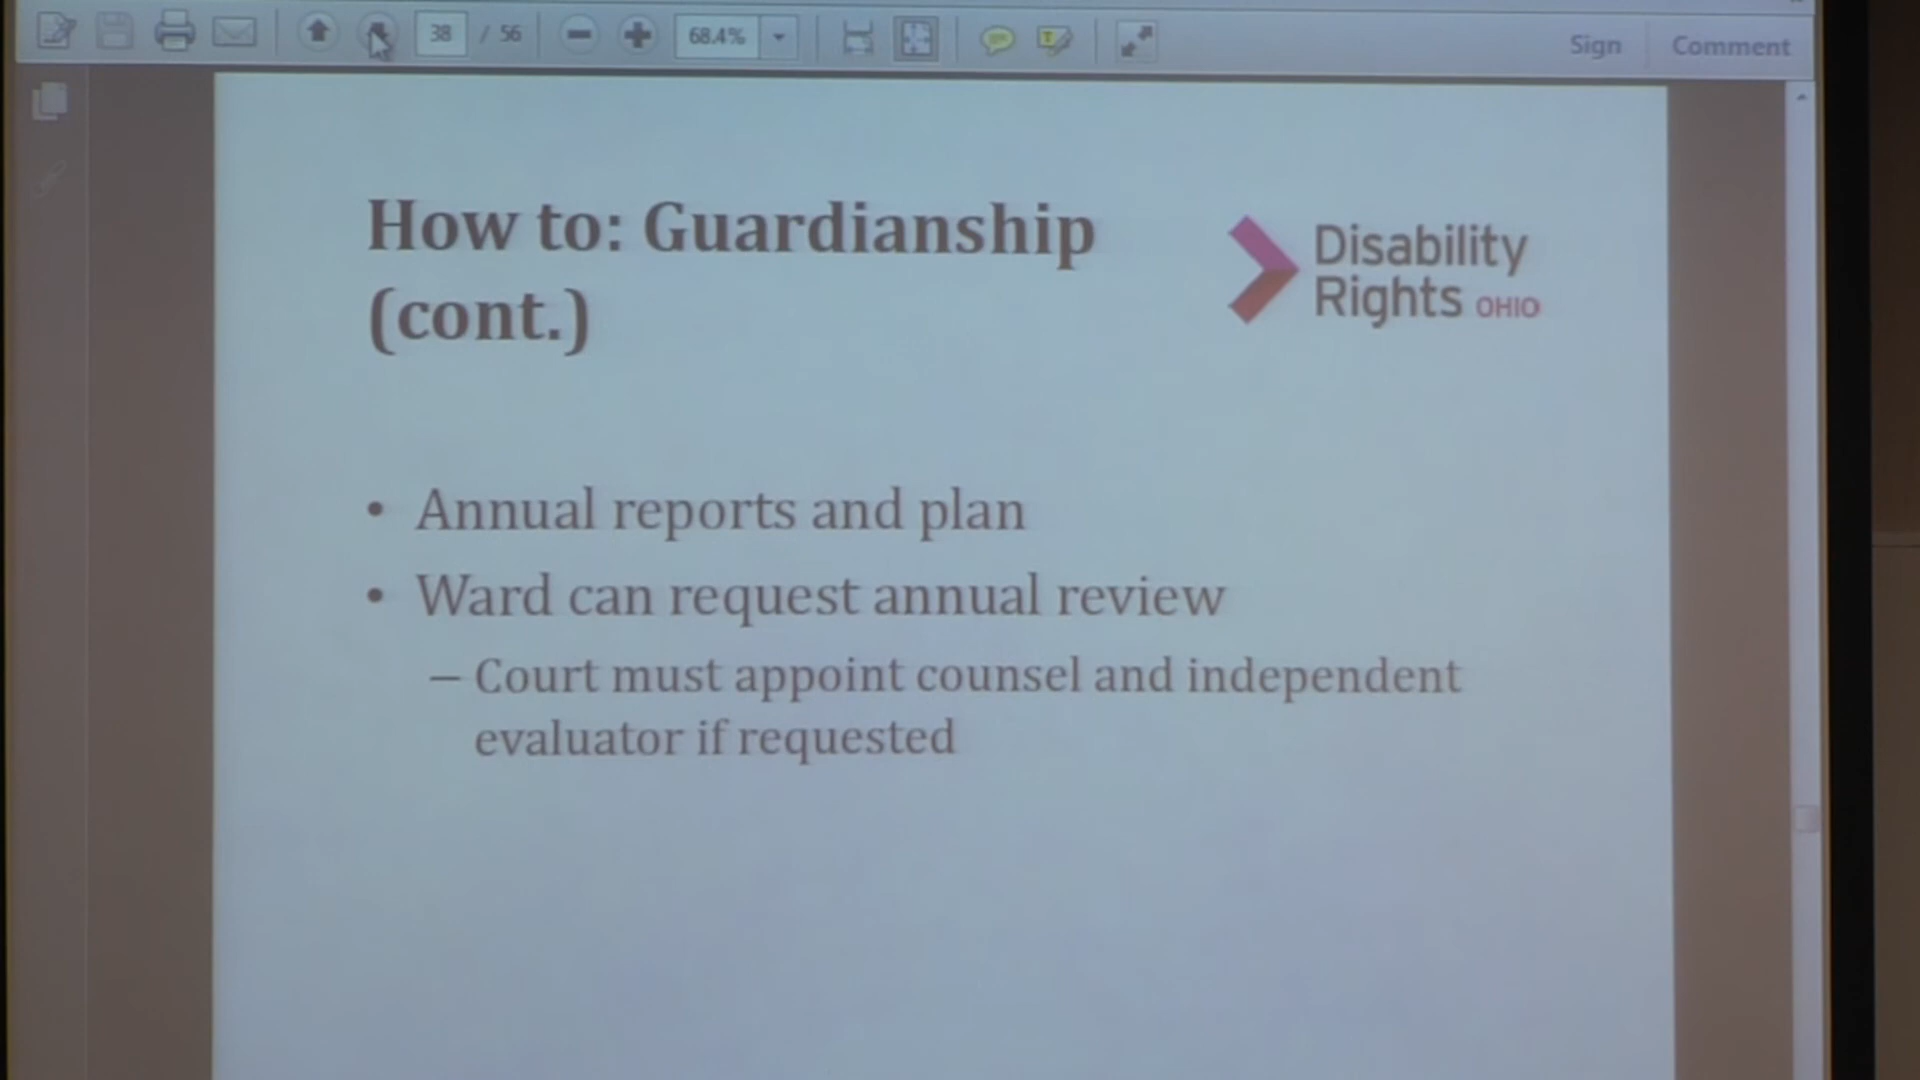 38 / 56
68.4%
Sign
Comment
How to: Guardianship
(cont.)
Disability
Rights OHIO
• Annual reports and plan
• Ward can request annual review
– Court must appoint counsel and independent
evaluator if requested